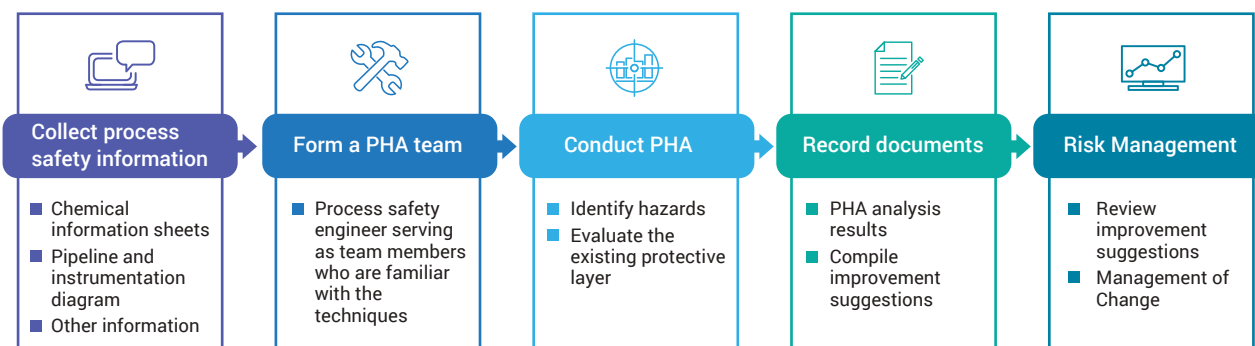 Collect process
safety information
Chemical
information sheets
Pipeline and
instrumentation
diagram
Other information
Form a PHA team
Process safety
engineer serving
as team members
who are familiar
with the
techniques
Conduct PHA
Identify hazards
Evaluate the
existing protective
layer
Record documents
PHA analysis
results
Compile
improvement
suggestions
Risk Management
Review
improvement
suggestions
Management of
Change